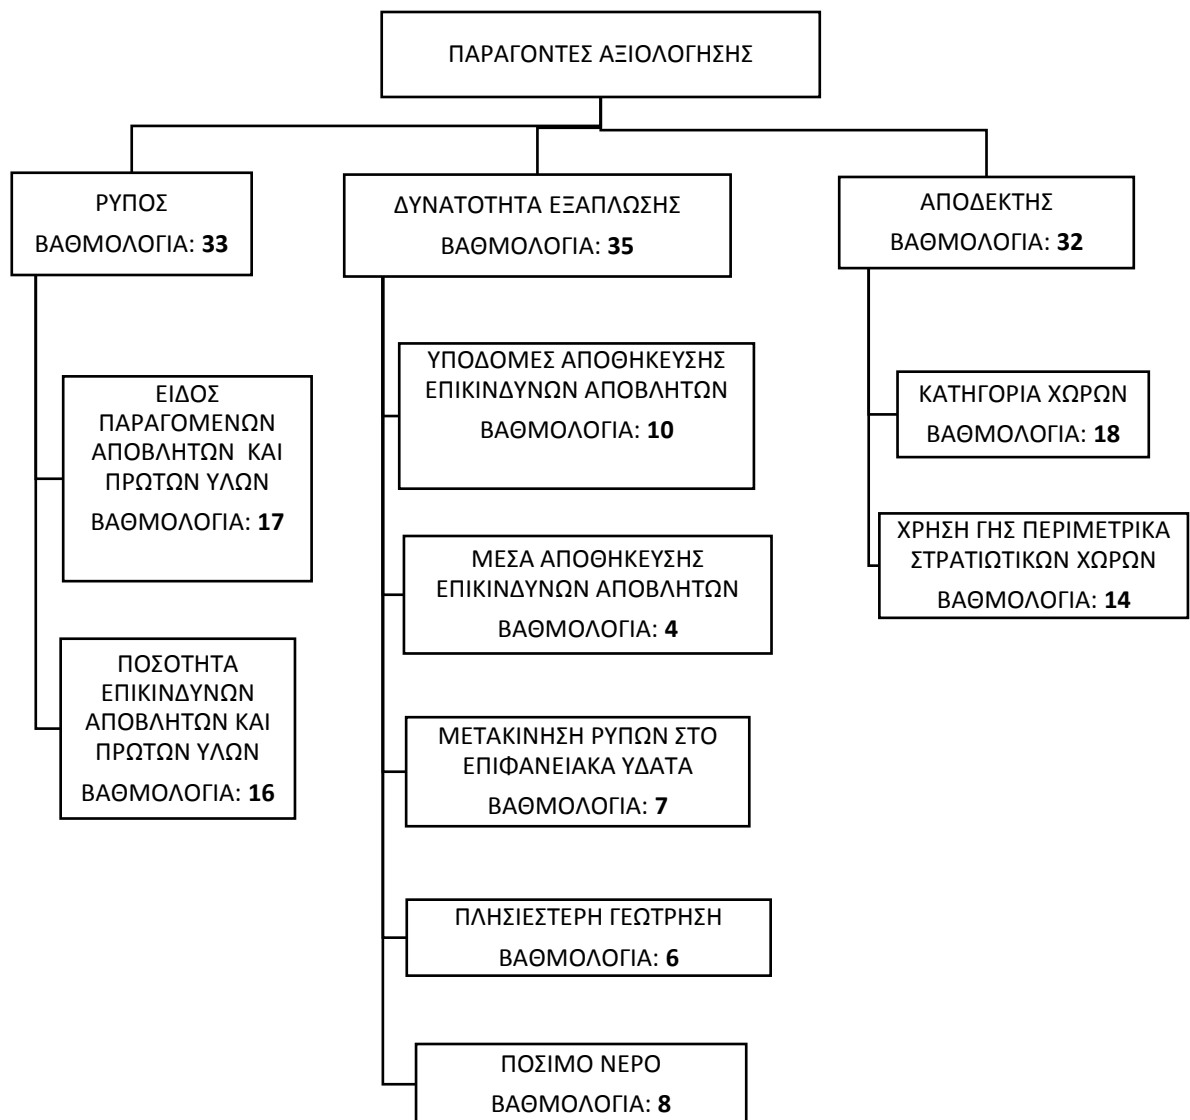 ΠΑΡΑΓΟΝΤΕΣ ΑΞΙΟΛΟΓΗΣΗΣ
ΡΥΠΟΣ
ΒΑΘΜΟΛΟΓΙΑ: 33
ΕΙΔΟΣ
ΠΑΡΑΓΟΜΕΝΩΝ
ΑΠΟΒΛΗΤΩΝ ΚΑΙ
ΠΡΩΤΩΝ ΥΛΩΝ
ΒΑΘΜΟΛΟΓΙΑ: 17
ΠΟΣΟΤΗΤΑ
ΕΠΙΚΙΝΔΥΝΩΝ
ΑΠΟΒΛΗΤΩΝ ΚΑΙ
ΠΡΩΤΩΝ ΥΛΩΝ
ΒΑΘΜΟΛΟΓΙΑ: 16
ΔΥΝΑΤΟΤΗΤΑ ΕΞΑΠΛΩΣΗΣ
ΒΑΘΜΟΛΟΓΙΑ: 35
ΥΠΟΔΟΜΕΣ ΑΠΟΘΗΚΕΥΣΗΣ
ΕΠΙΚΙΝΔΥΝΩΝ ΑΠΟΒΛΗΤΩΝ
ΒΑΘΜΟΛΟΓΙΑ: 10
ΜΕΣΑ ΑΠΟΘΗΚΕΥΣΗΣ
ΕΠΙΚΙΝΔΥΝΩΝ ΑΠΟΒΛΗΤΩΝ
ΒΑΘΜΟΛΟΓΙΑ: 4
ΜΕΤΑΚΙΝΗΣΗ ΡΥΠΩΝ ΣΤΟ
ΕΠΙΦΑΝΕΙΑΚΑ ΥΔΑΤΑ
ΒΑΘΜΟΛΟΓΙΑ: 7
ΠΛΗΣΙΕΣΤΕΡΗ ΓΕΩΤΡΗΣΗ
ΒΑΘΜΟΛΟΓΙΑ: 6
ΠΟΣΙΜΟ ΝΕΡΟ
ΒΑΘΜΟΛΟΓΙΑ: 8
ΑΠΟΔΕΚΤΗΣ
ΒΑΘΜΟΛΟΓΙΑ: 32
ΚΑΤΗΓΟΡΙΑ ΧΩΡΩΝ
ΒΑΘΜΟΛΟΓΙΑ: 18
ΧΡΗΣΗ ΓΗΣ ΠΕΡΙΜΕΤΡΙΚΑ
ΣΤΡΑΤΙΩΤΙΚΩΝ ΧΩΡΩΝ
ΒΑΘΜΟΛΟΓΙΑ: 14